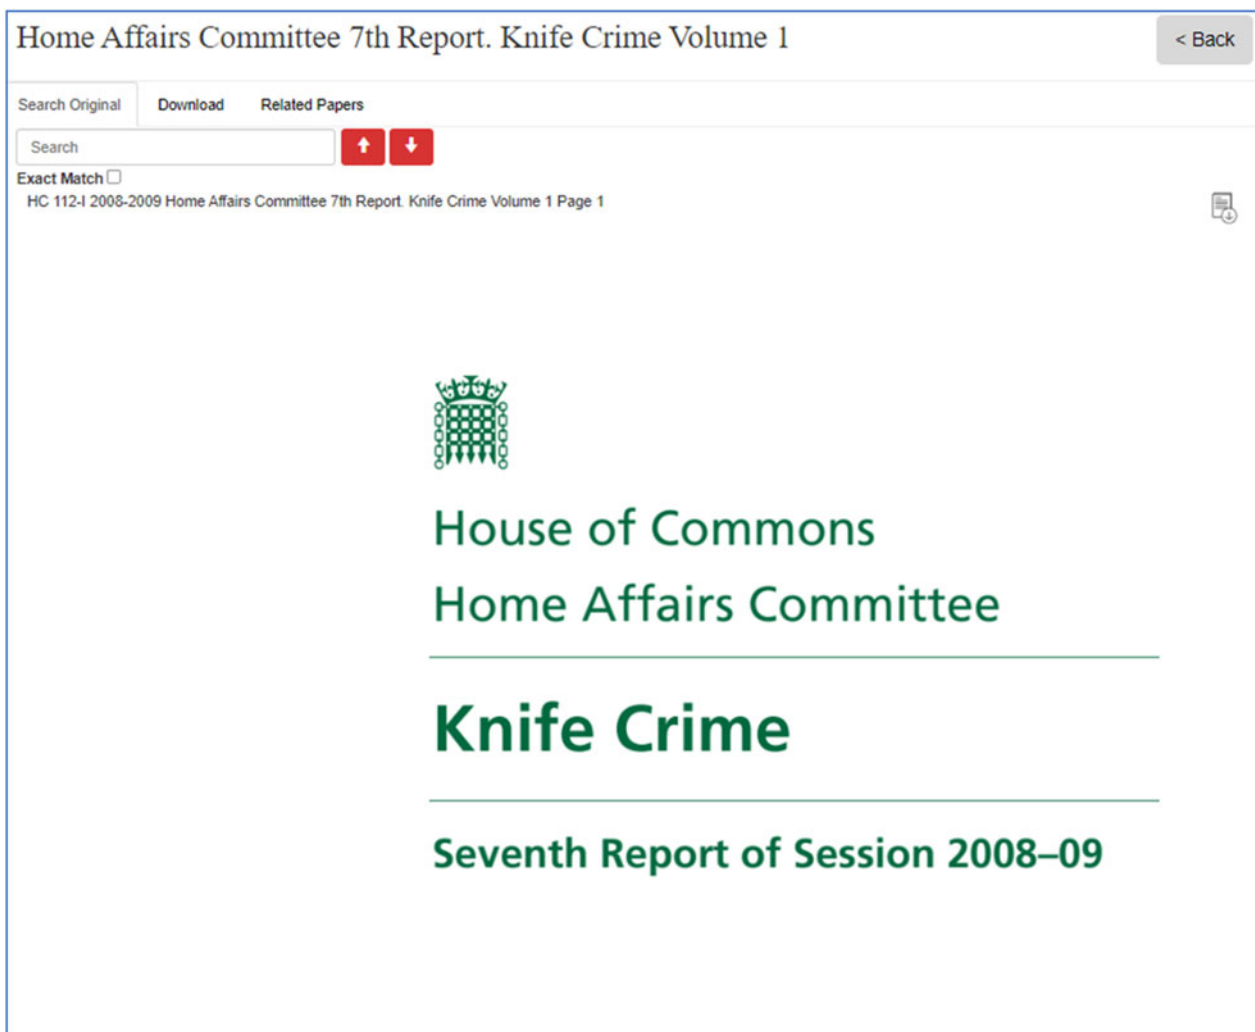 Home Affairs Committee 7th Report. Knife Crime Volume 1
< Back
Search Original Download Related Papers
Search
Exact Match
HC 112-I 2008-2009 Home Affairs Committee 7th Report. Knife Crime Volume 1 Page 1
House of Commons
Home Affairs Committee
Knife Crime
Seventh Report of Session 2008–09